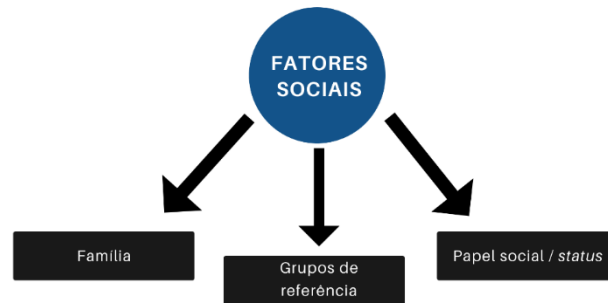 FATORES
SOCIAIS
Família
Grupos de
referência
Papel social / status